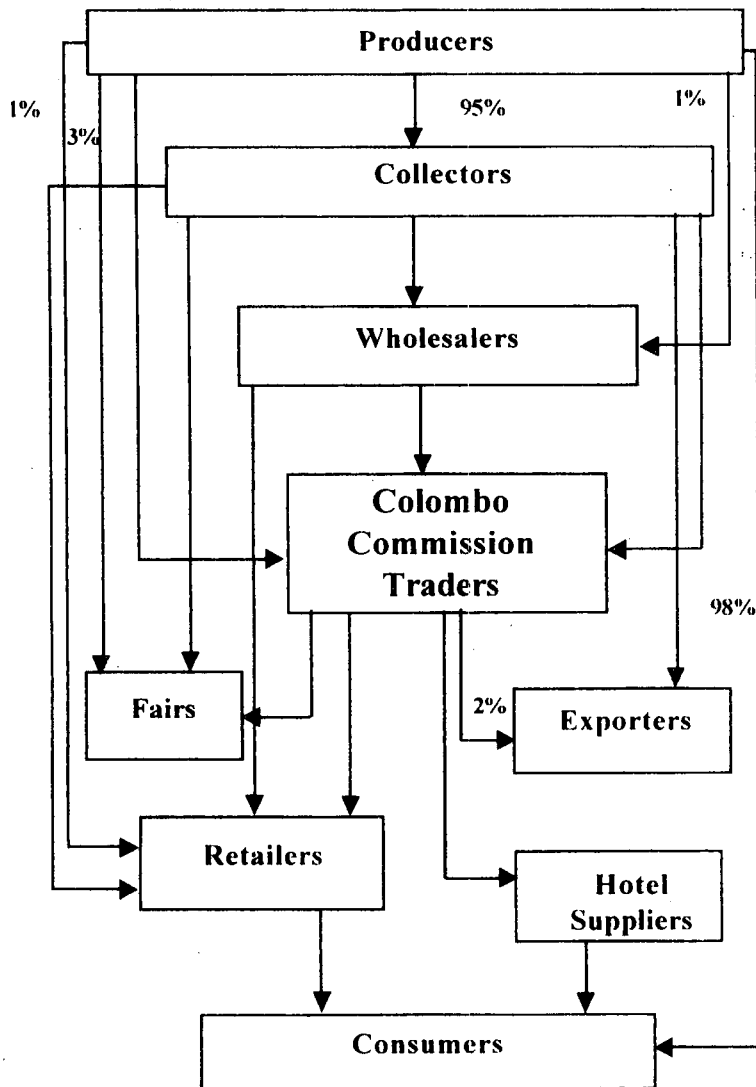 Producers
1%
3%
95%
1%
Collectors
Wholesalers
Colombo
Commission
Traders
98%
Fairs
2%
Exporters
Retailers
Hotel
Suppliers
Consumers